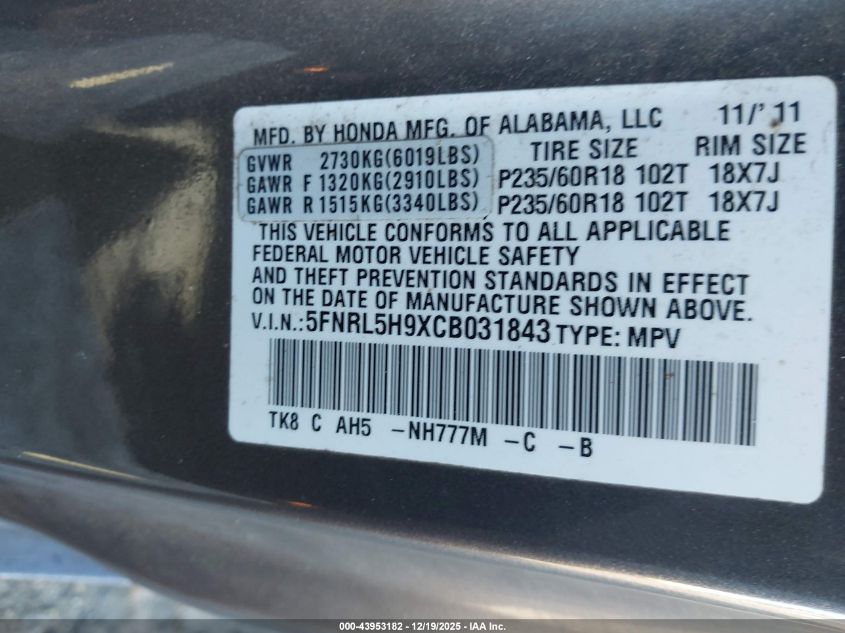 MFD. BY HONDA MFG. OF ALABAMA, LLC 11/'11
GVWR 2730KG(6019LBS) TIRE SIZE RIM SIZE
GAWR F 1320KG(2910LBS) P235/60R18 102T 18X7J
GAWR R 1515KG(3340LBS) P235/60R18 102T 18X7J
THIS VEHICLE CONFORMS TO ALL APPLICABLE
FEDERAL MOTOR VEHICLE SAFETY
AND THEFT PREVENTION STANDARDS IN EFFECT
ON THE DATE OF MANUFACTURE SHOWN ABOVE.
V.I.N.:5FNRL5H9XCB031843 TYPE: MPV
TK8 C AH5 -NH777M -C -B
000-43953182 - 12/19/2025 - IAA Inc.